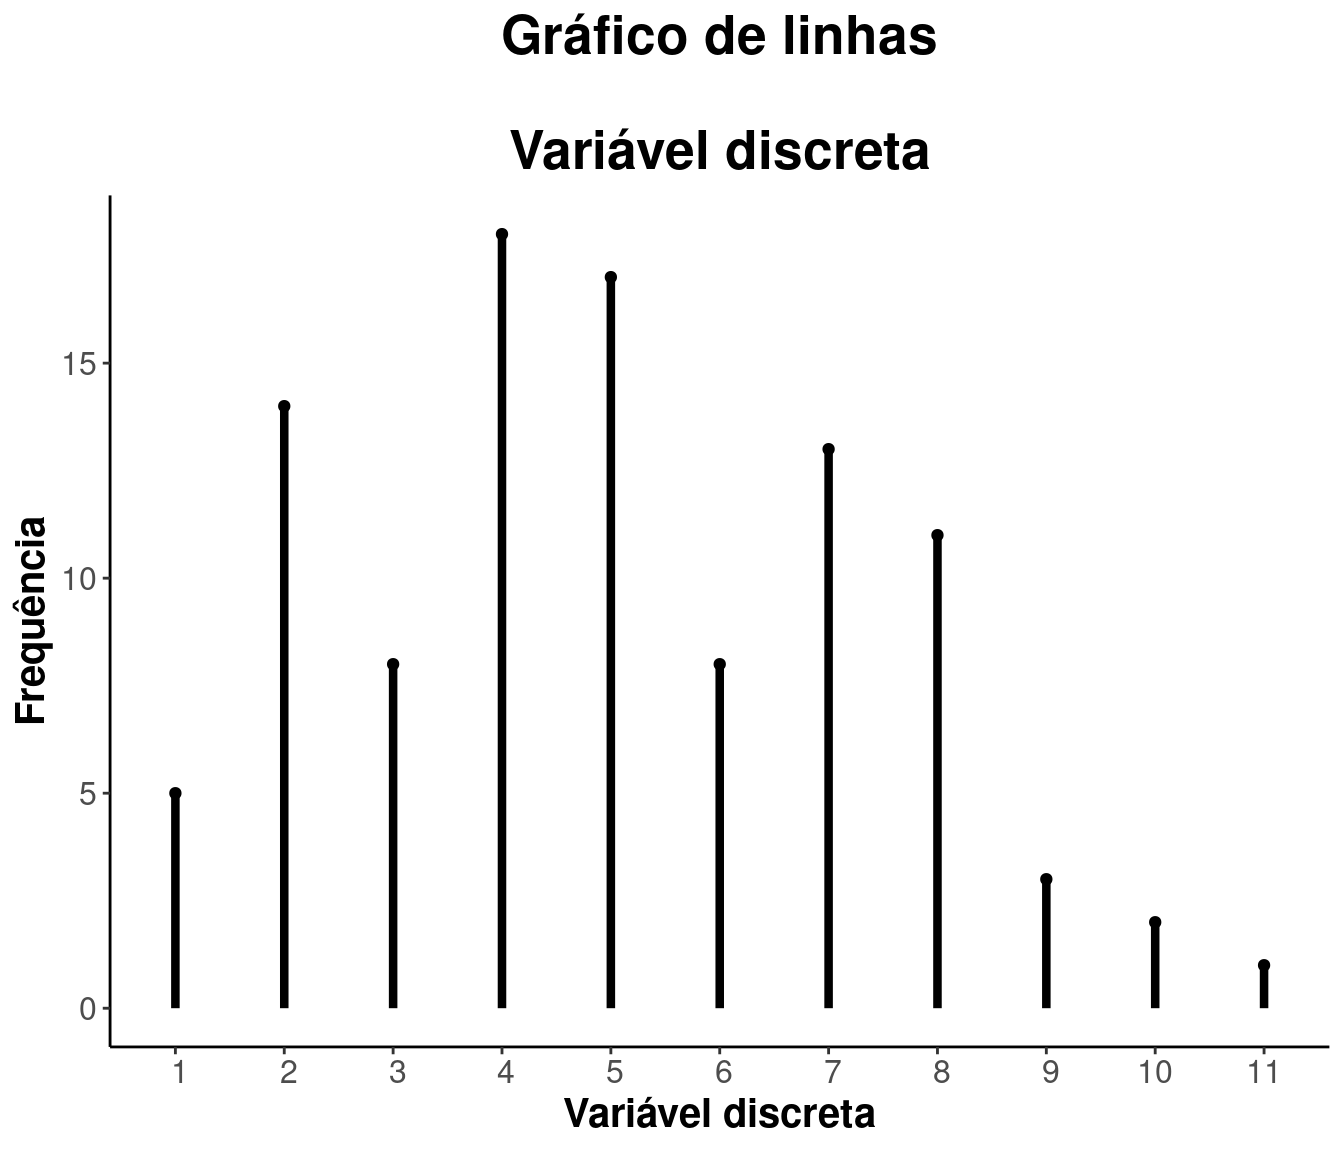 Gráfico de linhas
Variável discreta
Frequência
15
10
5
0
1 2 3 4 5 6 7 8 9 10 11
Variável discreta